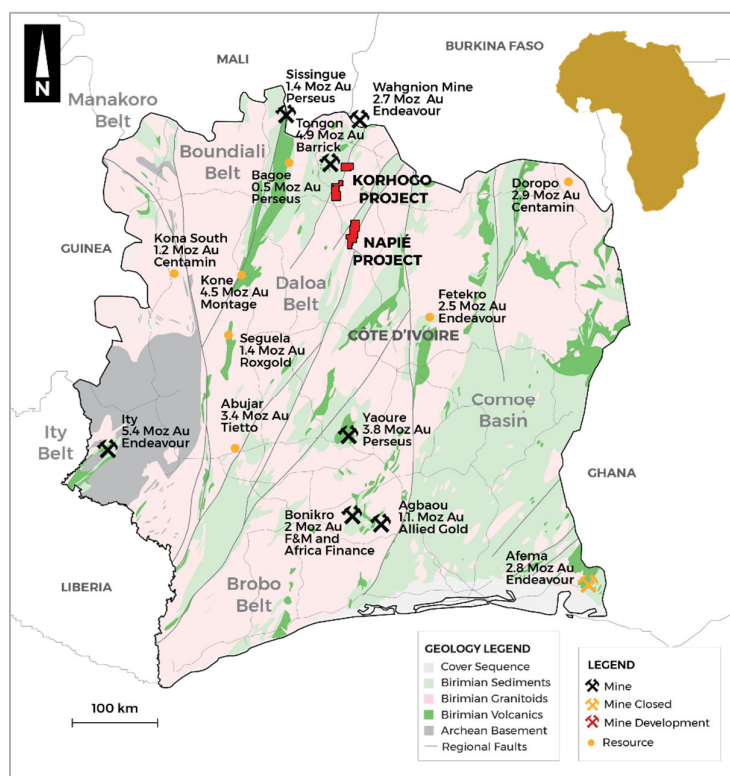 N
MALI
BURKINA FASO
Manakoro
Belt
Sissingue
1.4 Moz Au
Perseus
Wahgnion Mine
2.7 Moz Au
Endeavour
Tongon
4.9 Moz Au
Barrick
Boundiali
Belt
Bagoe
0.5 Moz Au
Perseus
KORHOGO
PROJECT
Doropo
2.9 Moz Au
Centamin
NAPIÉ
PROJECT
GUINEA
Kona South
1.2 Moz Au
Centamin
Kone
4.5 Moz Au
Montage
Daloa
Belt
Fetekro
2.5 Moz Au
Endeavour
CÔTE D'IVOIRE
Seguela
1.4 Moz Au
Roxgold
Comoe
Basin
Abujar
3.4 Moz Au
Tietto
Yaoure
3.8 Moz Au
Perseus
Ity
Belt
Ity
5.4 Moz Au
Endeavour
GHANA
Bonikro
2 Moz Au
F&M and
Africa Finance
Agbaou
1.1. Moz Au
Allied Gold
Afema
2.8 Moz Au
Endeavour
LIBERIA
Brobo
Belt
100 km
GEOLOGY LEGEND
Cover Sequence
Birimian Sediments
Birimian Granitoids
Birimian Volcanics
Archean Basement
Regional Faults
LEGEND
Mine
Mine Closed
Mine Development
Resource